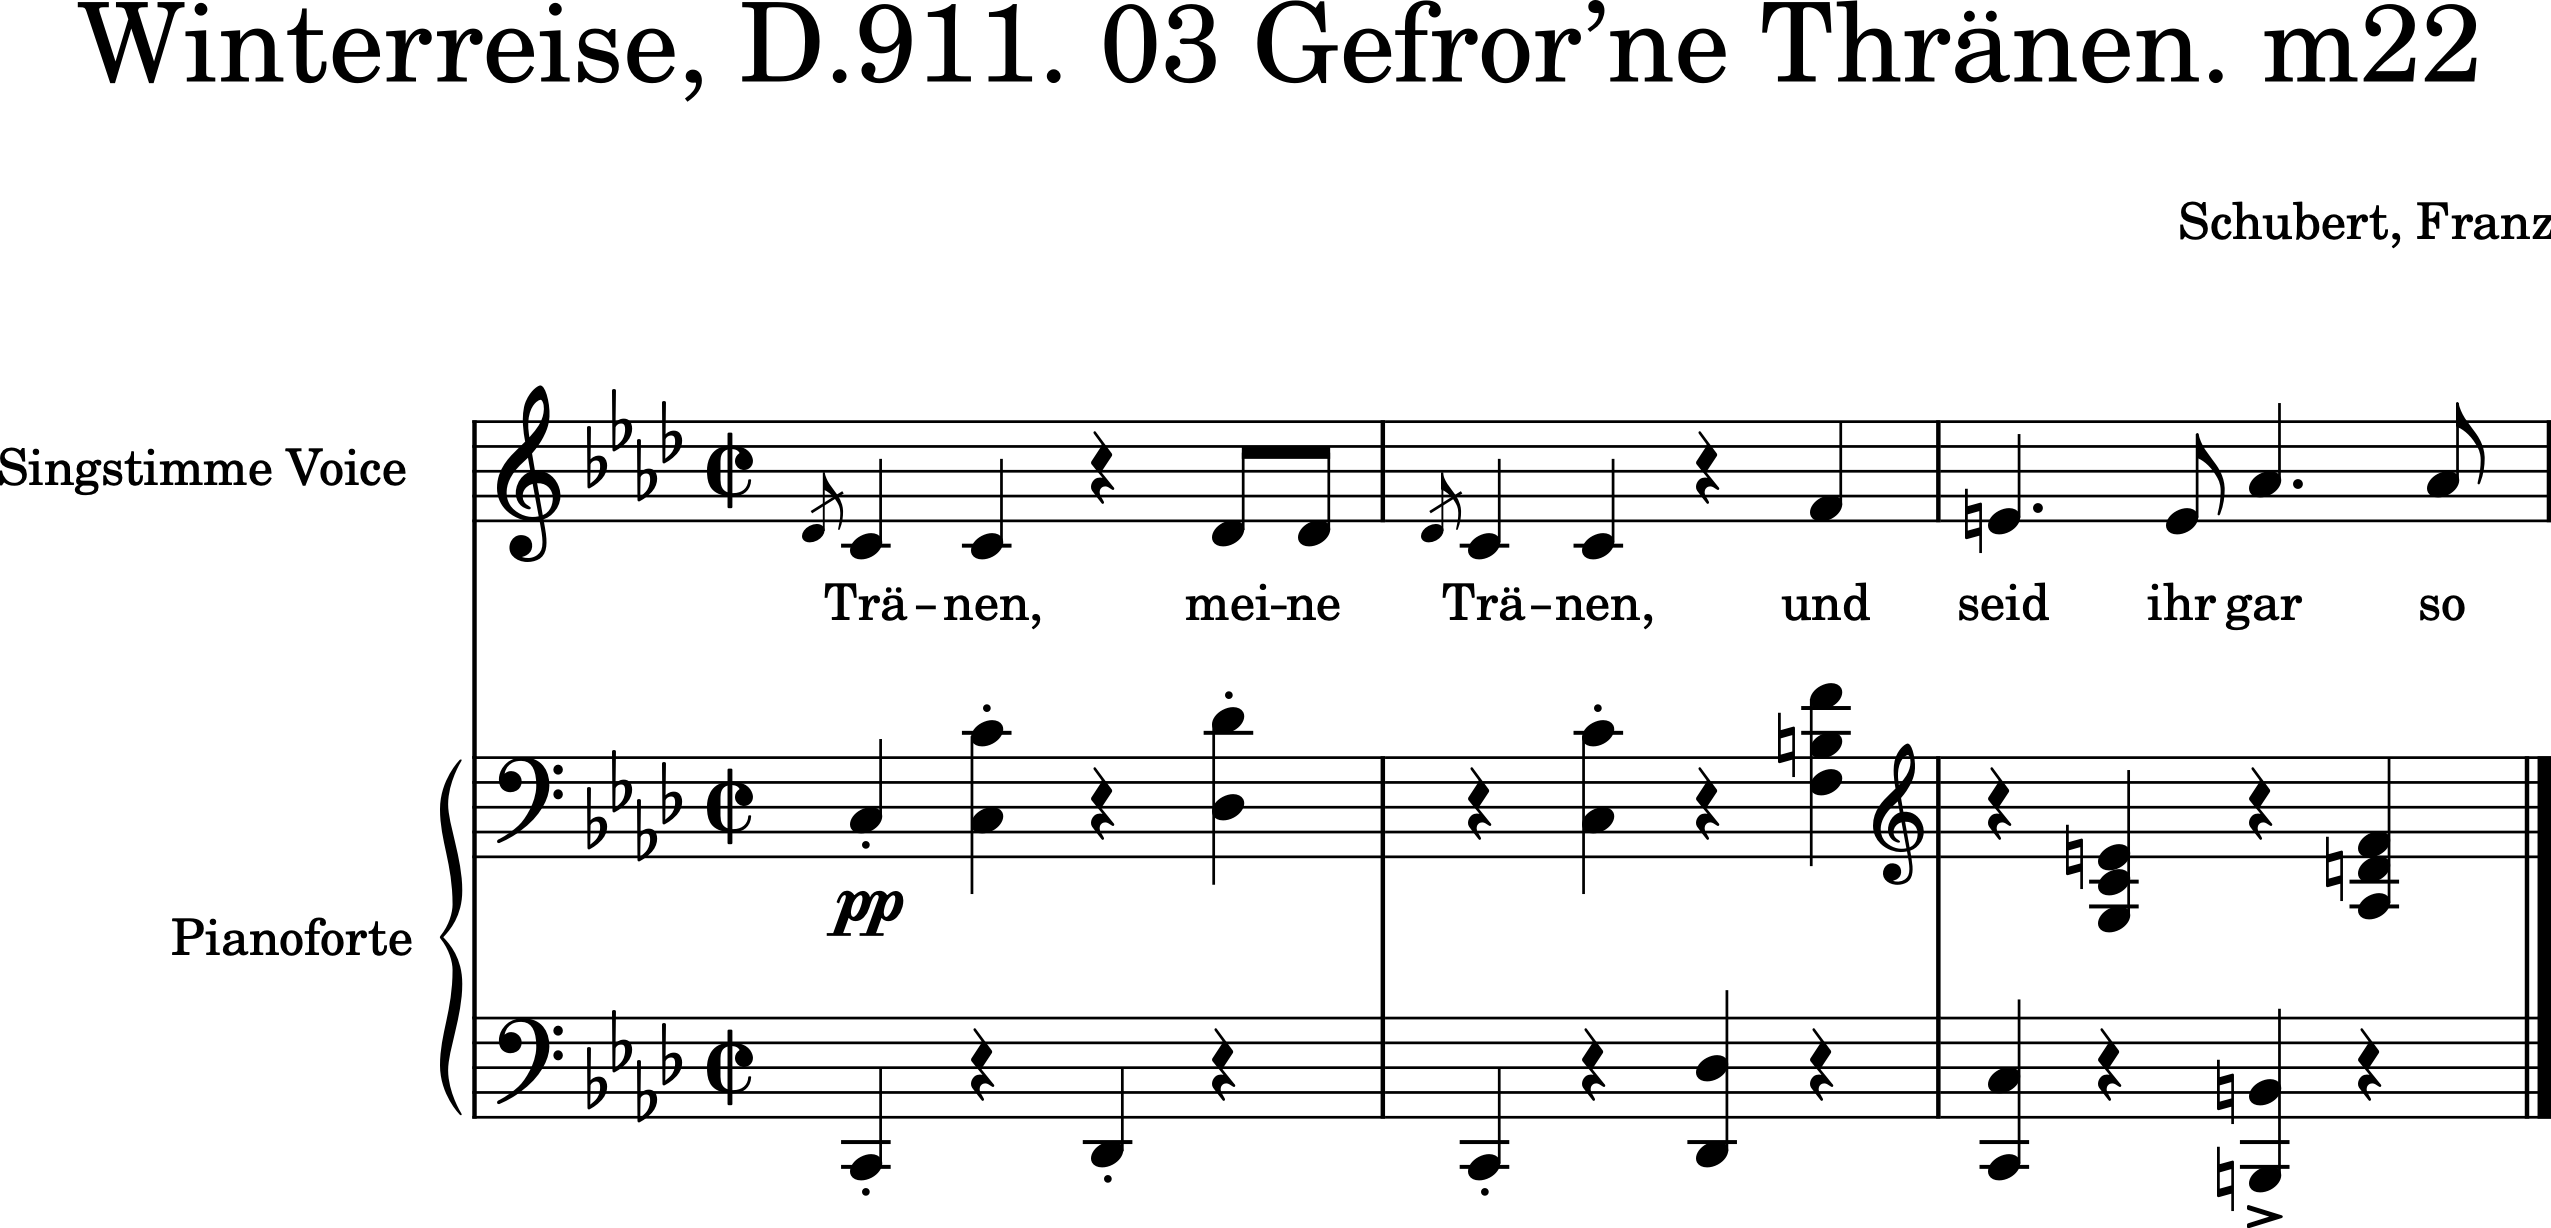 Winterreise, D.911. 03 Gefror’ne Thränen. m22
Schubert, Franz
Singstimme Voice
Trä-nen, mei-ne Trä-nen, und seid ihr gar so
pp
Pianoforte